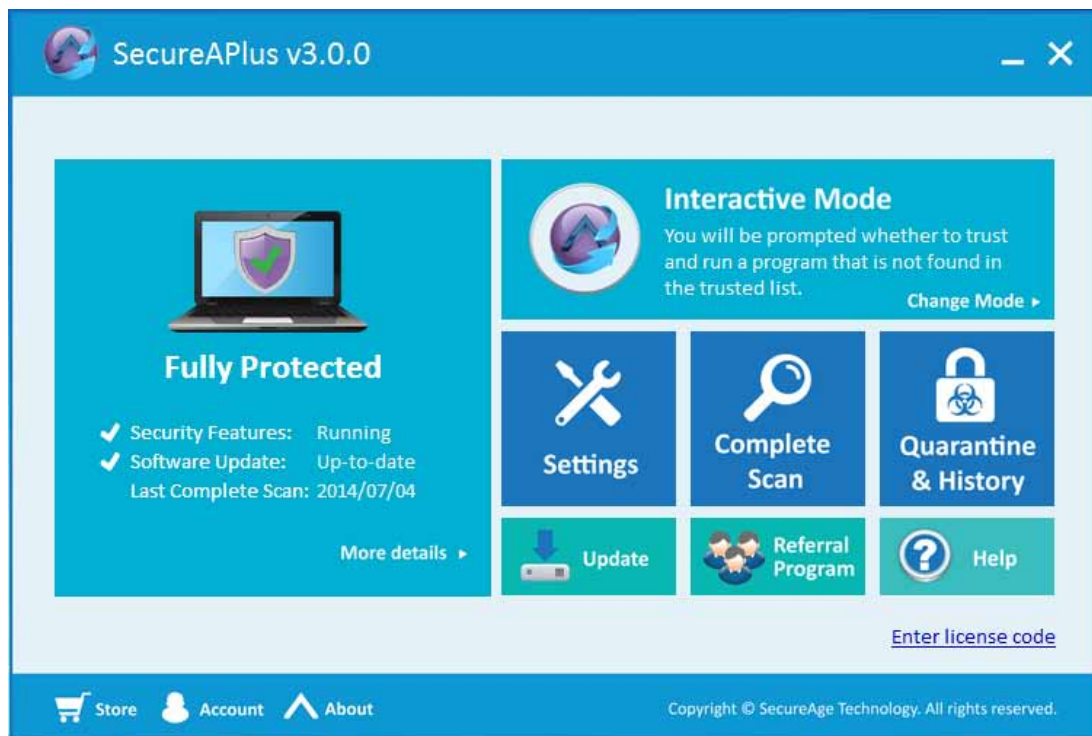 SecureAPlus v3.0.0
Fully Protected
Security Features: Running
Software Update: Up-to-date
Last Complete Scan: 2014/07/04
More details
Interactive Mode
You will be prompted whether to trust
and run a program that is not found in
the trusted list.
Change Mode
Settings
Complete
Scan
Quarantine
& History
Update
Referral
Program
Help
Enter license code
Store
Account
About
Copyright © SecureAge Technology. All rights reserved.